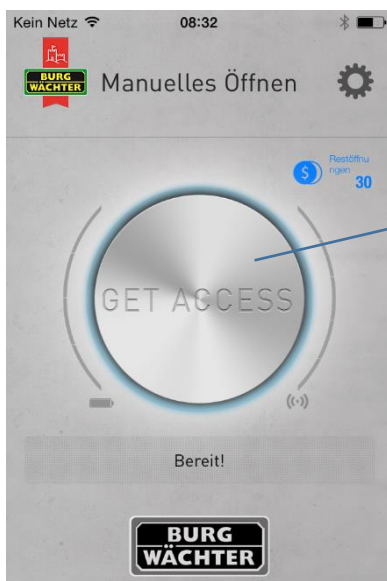 Kein Netz 08:32
BURG
WÄCHTER
Manuelles Öffnen
Restöffnu
ngen
30
$
GET ACCESS
Bereit!
BURG
WÄCHTER